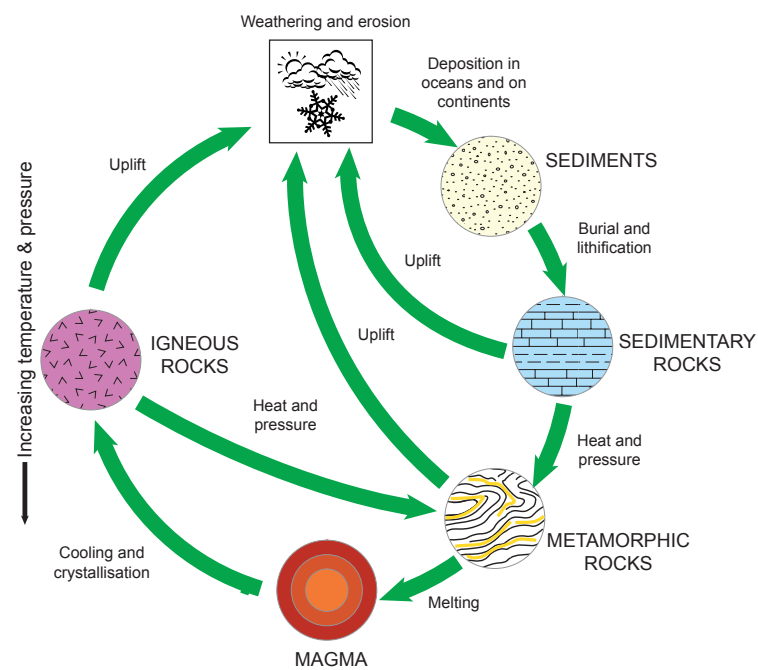 Weathering and erosion
Deposition in
oceans and on
continents
SEDIMENTS
Uplift
Burial and
lithification
Uplift
Uplift
IGNEOUS
ROCKS
SEDIMENTARY
ROCKS
Increasing temperature & pressure
Heat and
pressure
Heat and
pressure
METAMORPHIC
ROCKS
Cooling and
crystallisation
Melting
MAGMA